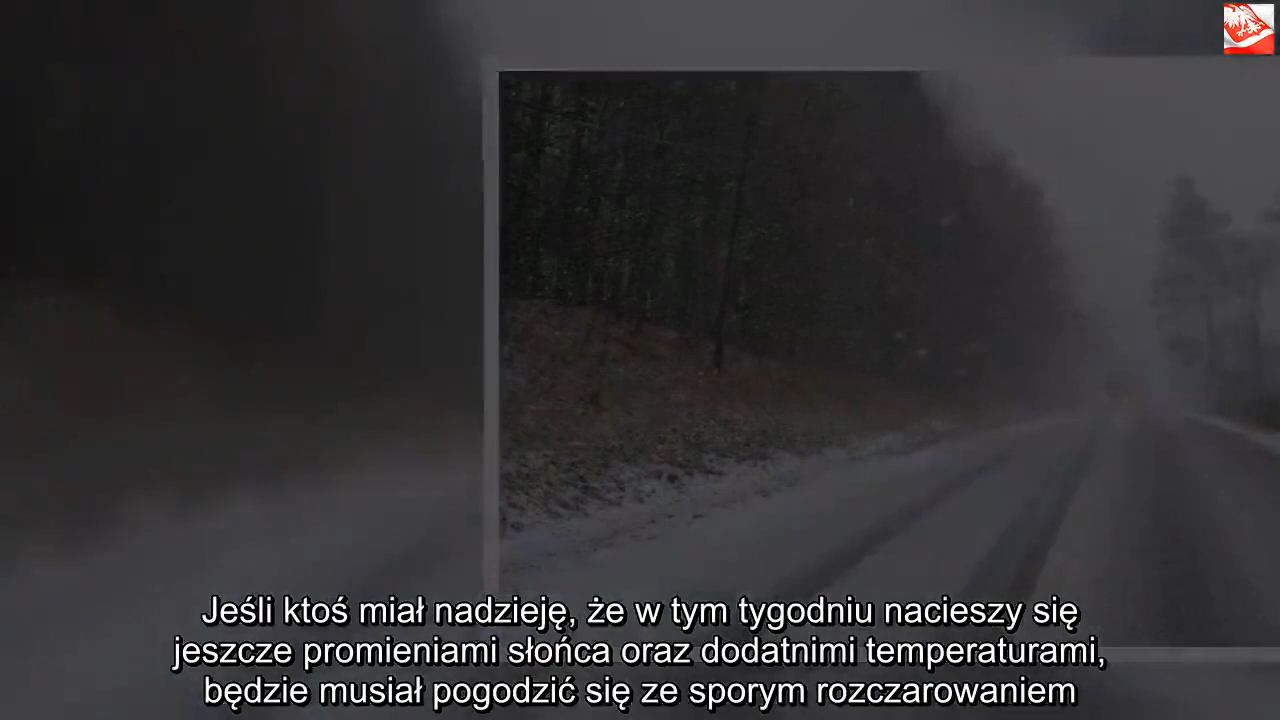 Jeśli ktoś miał nadzieję, że w tym tygodniu nacieszy się
jeszcze promieniami słońca oraz dodatnimi temperaturami,
będzie musiał pogodzić się ze sporym rozczarowaniem